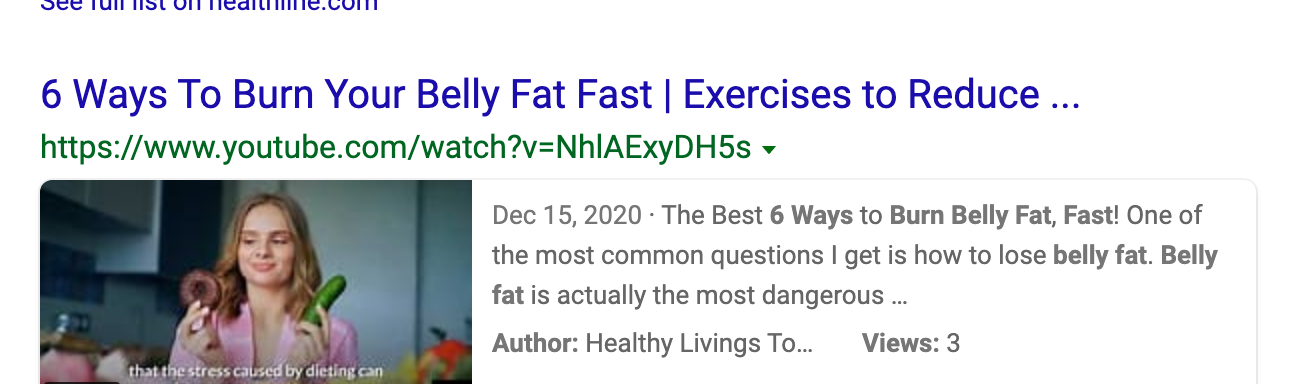 See full list on healthline.com
6 Ways To Burn Your Belly Fat Fast | Exercises to Reduce ...
https://www.youtube.com/watch?v=NhlAExyDH5s
Dec 15, 2020 · The Best 6 Ways to Burn Belly Fat, Fast! One of
the most common questions I get is how to lose belly fat. Belly
fat is actually the most dangerous ...
Author: Healthy Livings To... Views: 3
that the stress caused by dieting can